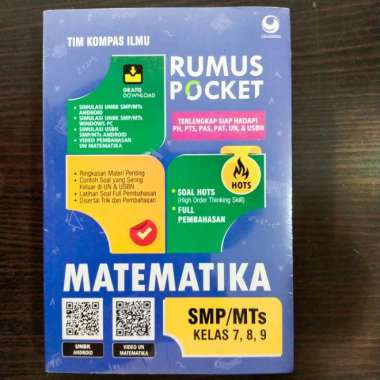 TIM KOMPAS ILMU
RUMUS
POCKET
TERLENGKAP SIAP HADAPI
PH, PTS, PAS, PAT, UN, & USBN
GRATIS
DOWNLOAD
• SIMULASI UNBK SMP/MTs
ANDROID
• SIMULASI UNBK SMP/MTs
WINDOWS PC
• SIMULASI USBN
SMP/MTs ANDROID
• VIDEO PEMBAHASAN
UN MATEMATIKA
• Ringkasan Materi Penting
• Contoh Soal yang Sering
Keluar di UN & USBN
• Latihan Soal Full Pembahasan
• Disertai Trik dan Pembahasan
HOTS
• SOAL HOTS
(High Order Thinking Skill)
• FULL
PEMBAHASAN
MATEMATIKA
SMP/MTs
KELAS 7, 8, 9
UNBK
ANDROID
VIDEO UN
MATEMATIKA